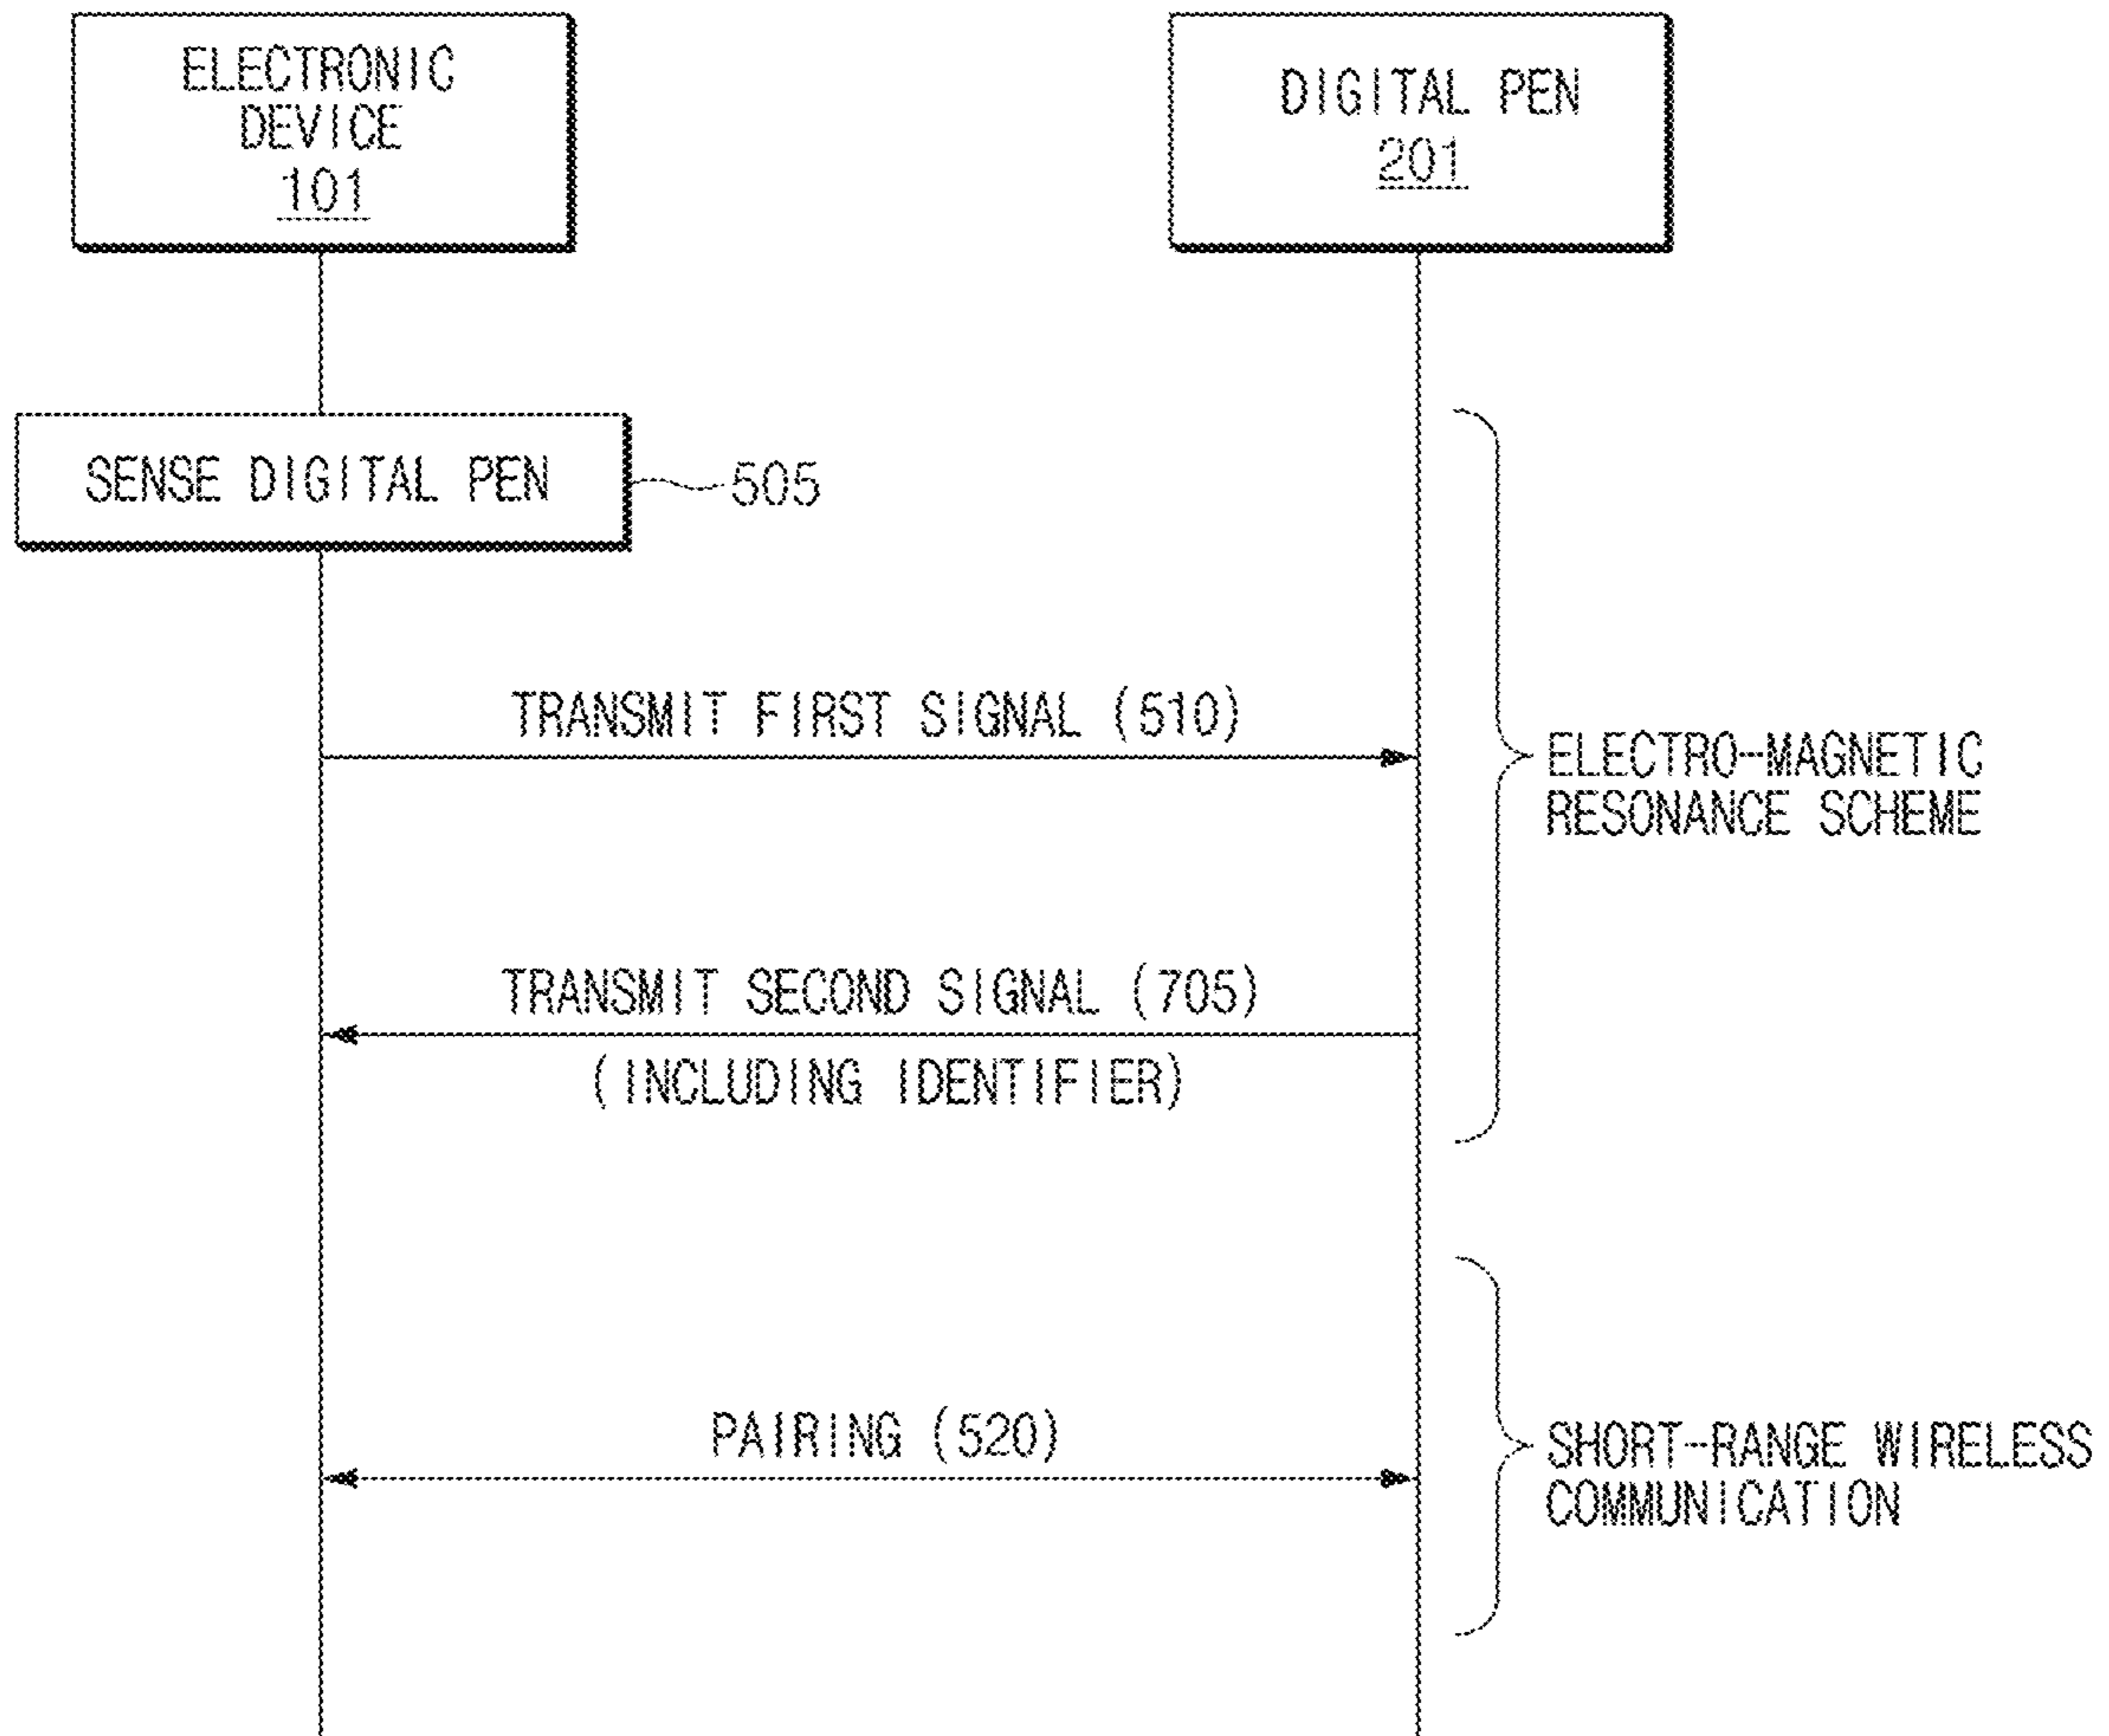 ELECTRONIC
DEVICE
101
DIGITAL PEN
201
SENSE DIGITAL PEN
505
TRANSMIT FIRST SIGNAL (510)
ELECTRO-MAGNETIC
RESONANCE SCHEME
TRANSMIT SECOND SIGNAL (705)
(INCLUDING IDENTIFIER)
PAIRING (520)
SHORT-RANGE WIRELESS
COMMUNICATION